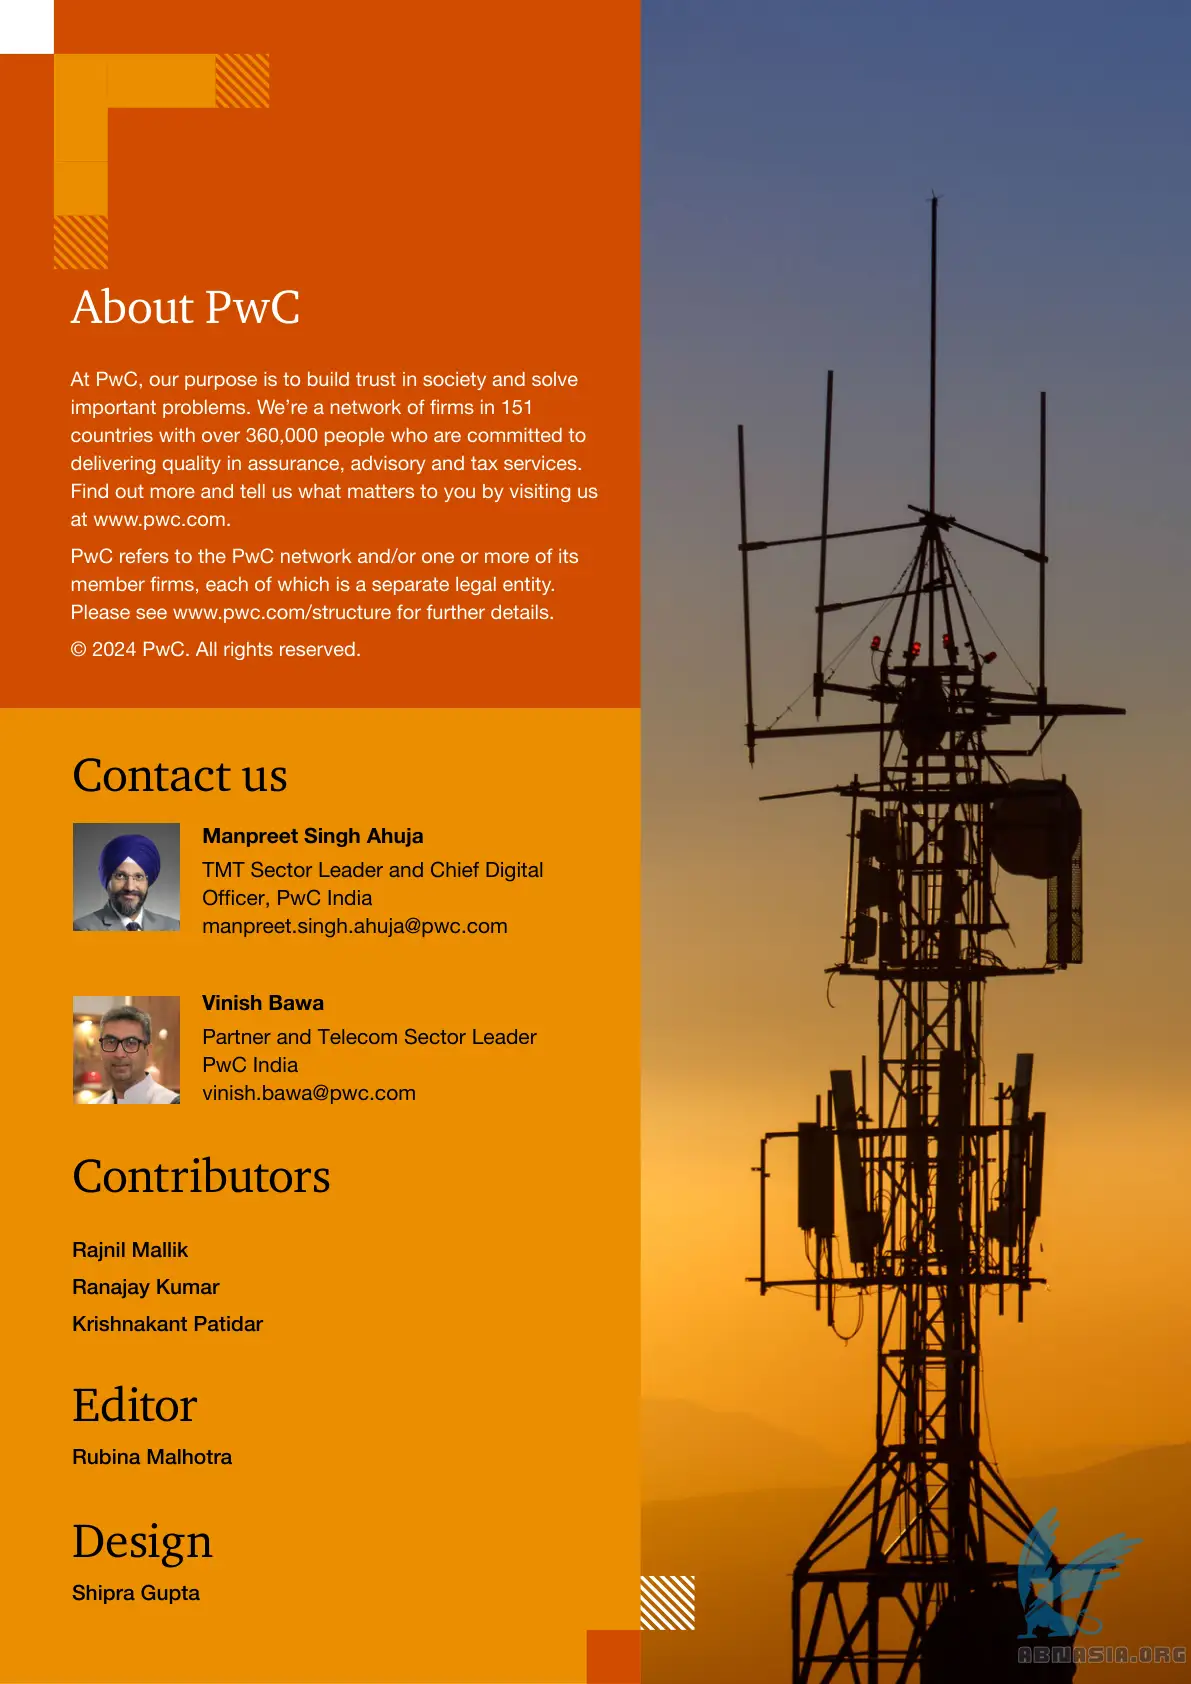 About PwC
At PwC, our purpose is to build trust in society and solve
important problems. We’re a network of firms in 151
countries with over 360,000 people who are committed to
delivering quality in assurance, advisory and tax services.
Find out more and tell us what matters to you by visiting us
at www.pwc.com.
PwC refers to the PwC network and/or one or more of its
member firms, each of which is a separate legal entity.
Please see www.pwc.com/structure for further details.
© 2024 PwC. All rights reserved.
Contact us
Manpreet Singh Ahuja
TMT Sector Leader and Chief Digital
Officer, PwC India
manpreet.singh.ahuja@pwc.com
Vinish Bawa
Partner and Telecom Sector Leader
PwC India
vinish.bawa@pwc.com
Contributors
Rajnil Mallik
Ranajay Kumar
Krishnakant Patidar
Editor
Rubina Malhotra
Design
Shipra Gupta
ABNASIA.ORG